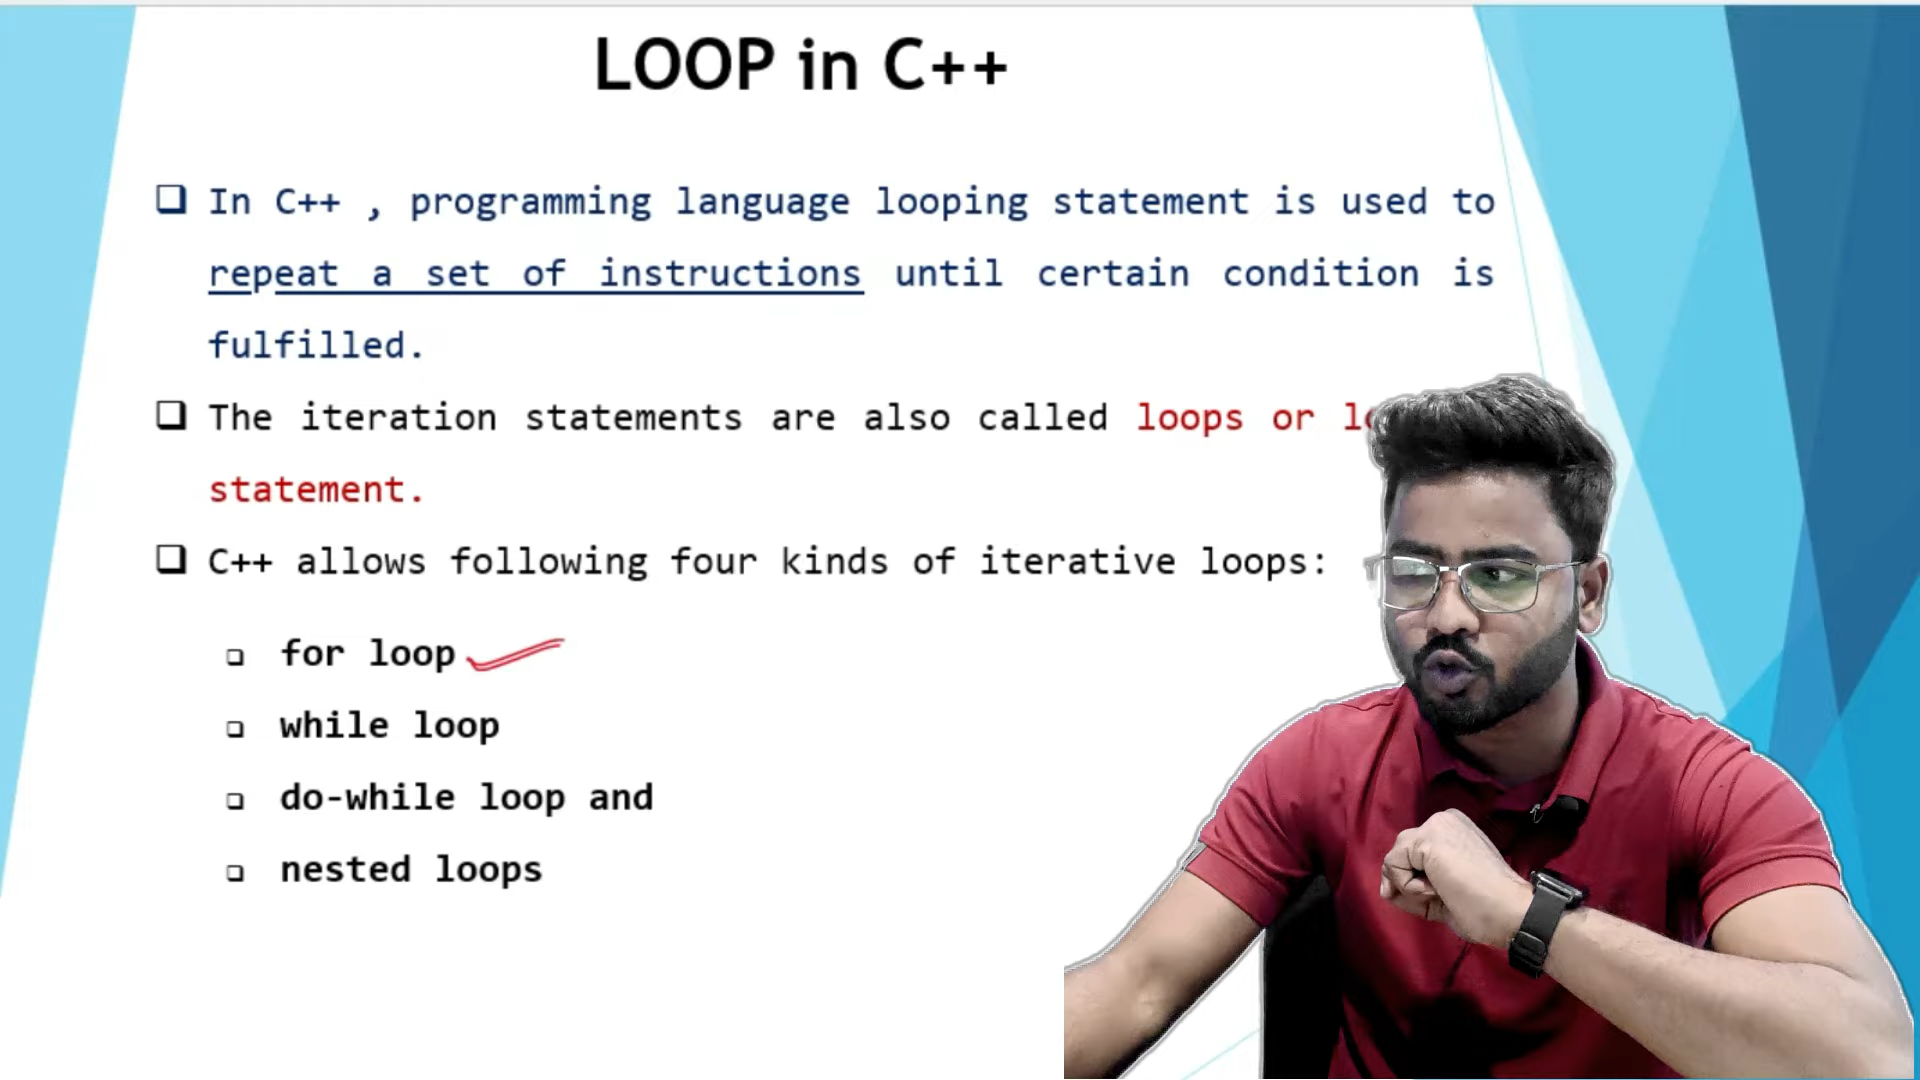 LOOP in C++
In C++ , programming language looping statement is used to
repeat a set of instructions until certain condition is
fulfilled.
The iteration statements are also called loops or
statement.
C++ allows following four kinds of iterative loops:
for loop
while loop
do-while loop and
nested loops